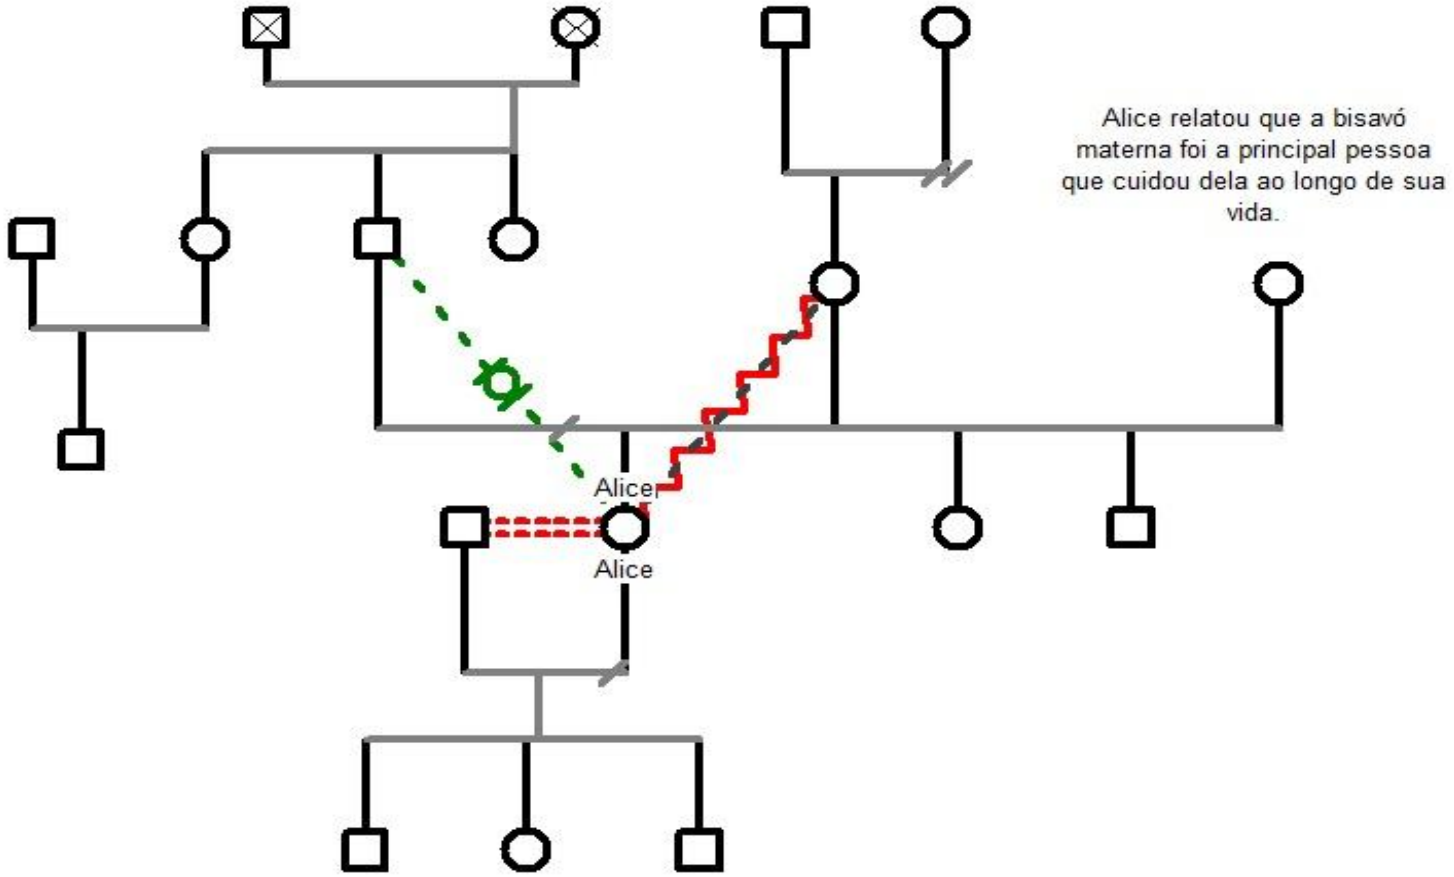 Alice relatou que a bisavó
materna foi a principal pessoa
que cuidou dela ao longo de sua
vida.
Alice
Alice